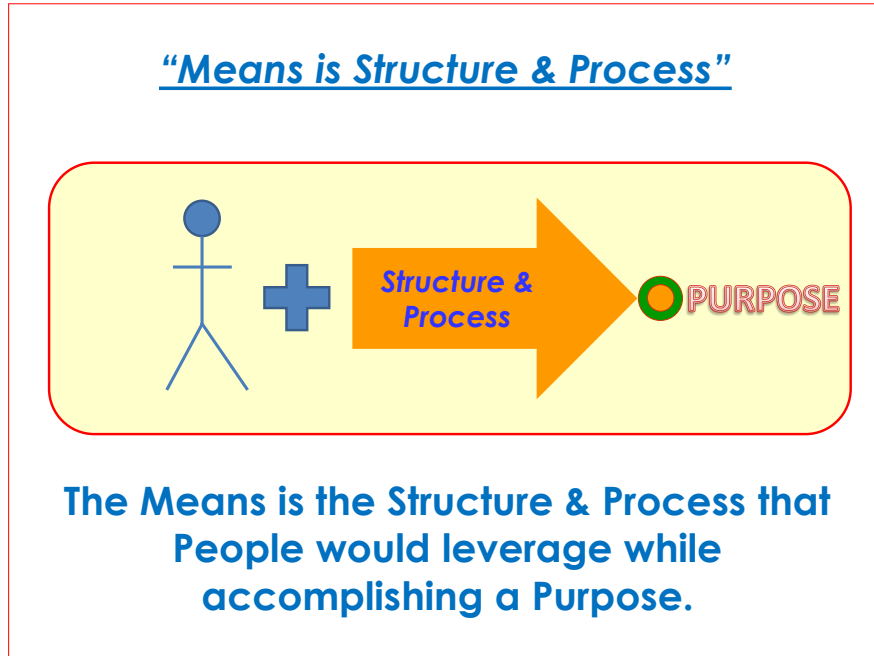 “Means is Structure & Process”
Structure &
Process
PURPOSE
The Means is the Structure & Process that
People would leverage while
accomplishing a Purpose.